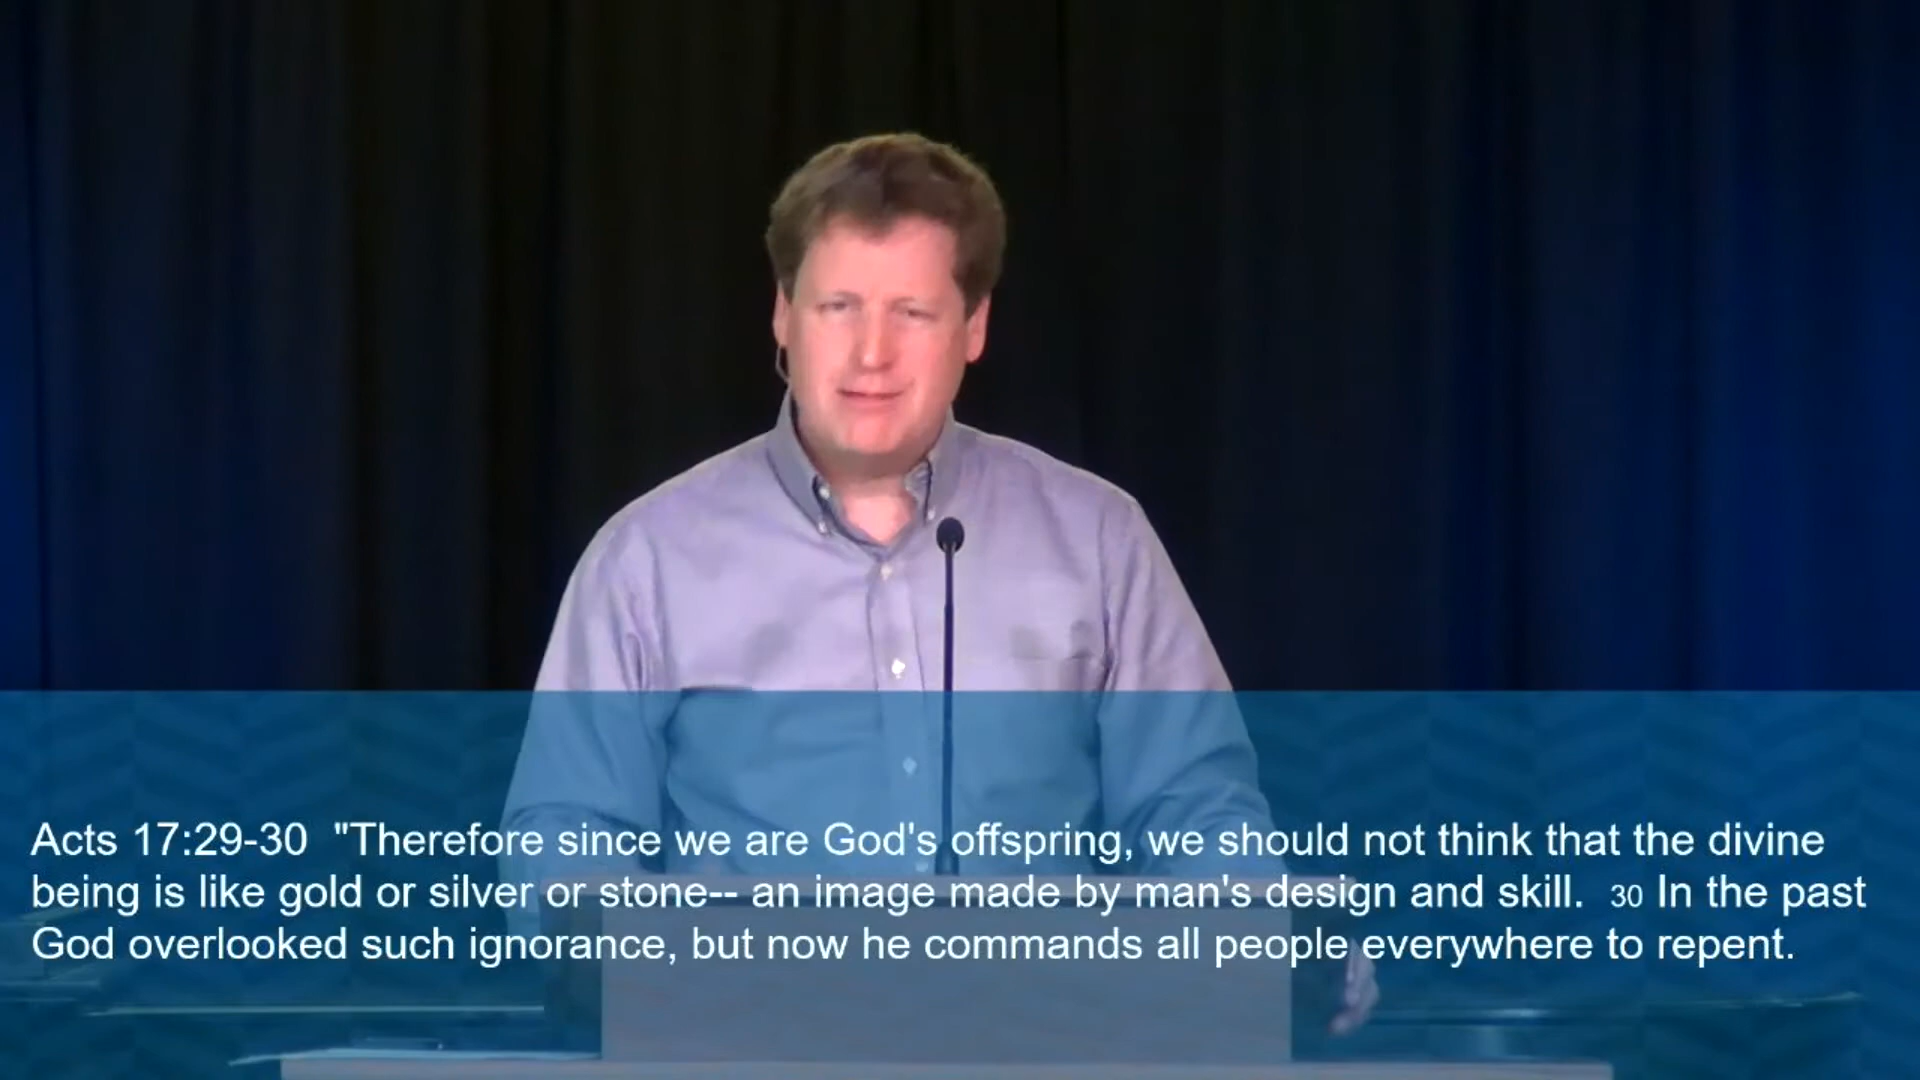 Acts 17:29-30  "Therefore since we are God's offspring, we should not think that the divine
being is like gold or silver or stone-- an image made by man's design and skill.  30 In the past
God overlooked such ignorance, but now he commands all people everywhere to repent.